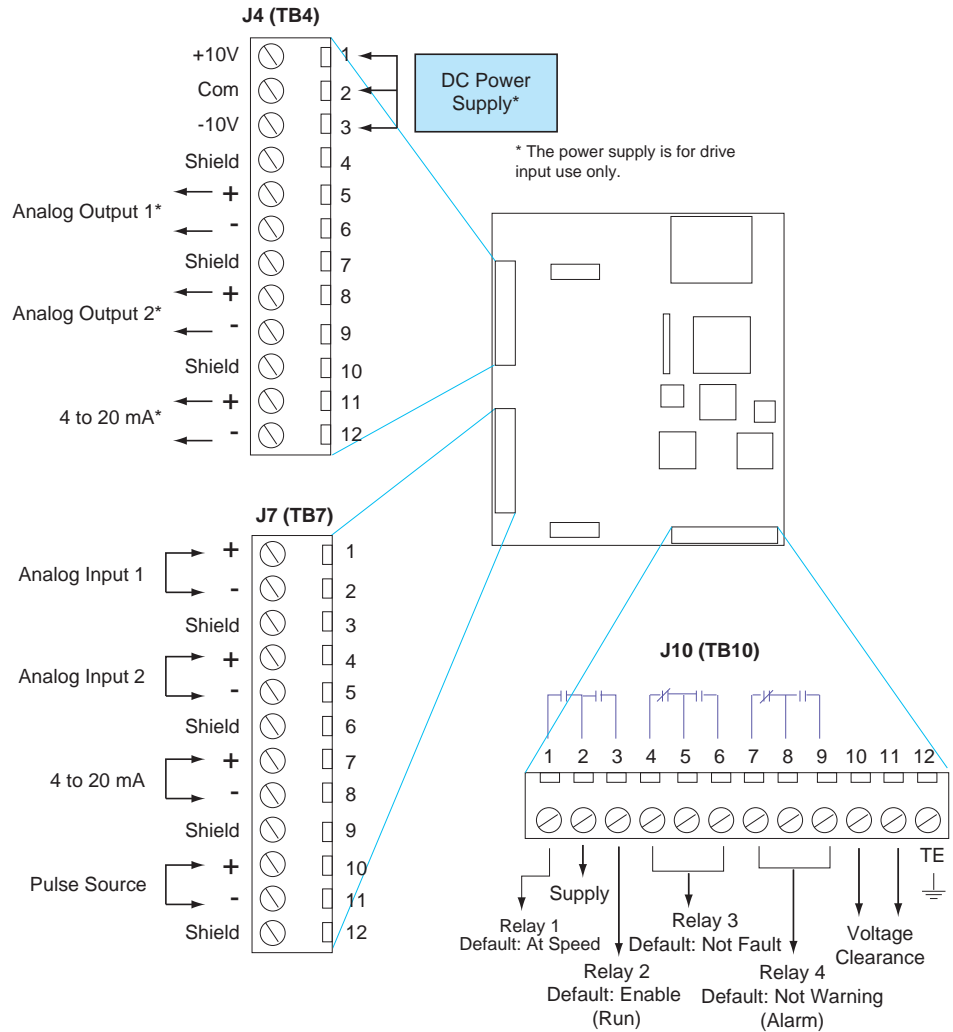 J4 (TB4)
+10V 1
Com 2
-10V 3
DC Power
Supply*
* The power supply is for drive
input use only.
Shield 4
Analog Output 1*
+ 5
- 6
Shield 7
Analog Output 2*
+ 8
- 9
Shield 10
4 to 20 mA*
+ 11
- 12
J7 (TB7)
Analog Input 1
+ 1
- 2
Shield 3
Analog Input 2
+ 4
- 5
Shield 6
4 to 20 mA
+ 7
- 8
Shield 9
Pulse Source
+ 10
- 11
Shield 12
J10 (TB10)
1 2 3 4 5 6 7 8 9 10 11 12
TE
Supply
Relay 1
Default: At Speed
Relay 2
Default: Enable
(Run)
Relay 3
Default: Not Fault
Relay 4
Default: Not Warning
(Alarm)
Voltage
Clearance